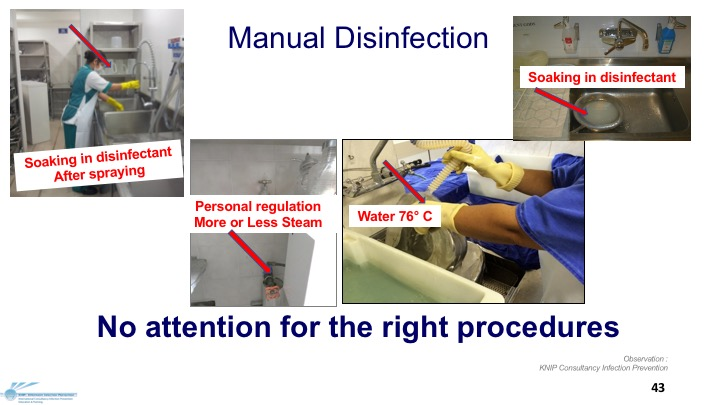 Manual Disinfection
Soaking in disinfectant
After spraying
Soaking in disinfectant
Personal regulation
More or Less Steam
Water 76° C
No attention for the right procedures
Observation :
KNIP Consultancy Infection Prevention
43